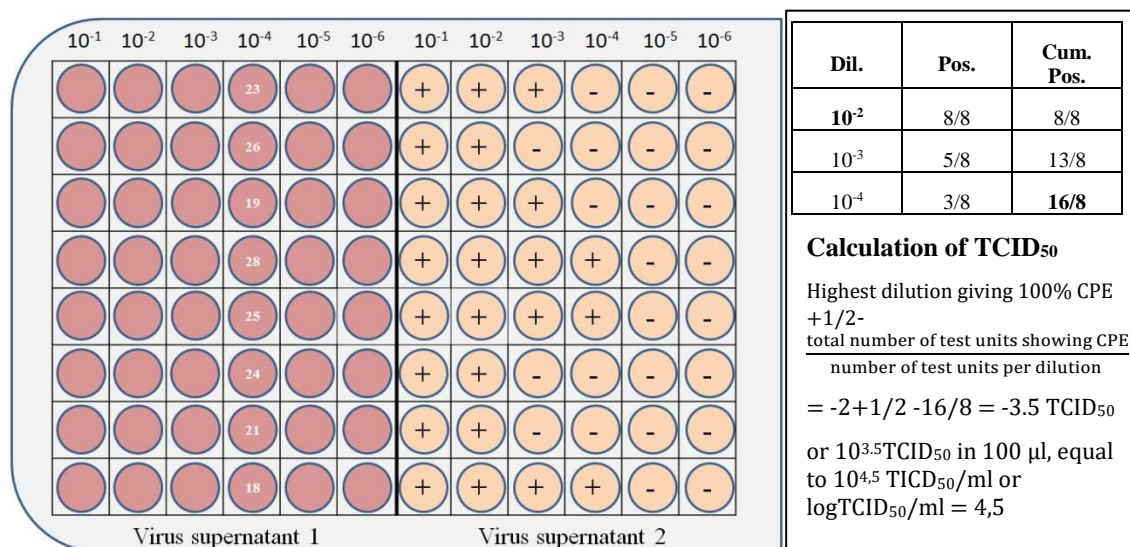 10-1 10-2 10-3 10-4 10-5 10-6 10-1 10-2 10-3 10-4 10-5 10-6
23 + + + - - -
26 + + - - - -
19 + + + - - -
28 + + + + - -
25 + + + + - -
24 + + - - - -
21 + + - - - -
18 + + + + - -
Virus supernatant 1 Virus supernatant 2
Dil. Pos. Cum. Pos.
10-2 8/8 8/8
10-3 5/8 13/8
10-4 3/8 16/8
Calculation of TCID50
Highest dilution giving 100% CPE
+1/2-
total number of test units showing CPE
number of test units per dilution
= -2+1/2 -16/8 = -3.5 TCID50
or 103.5TCID50 in 100 µl, equal
to 104,5 TICD50/ml or
logTCID50/ml = 4,5